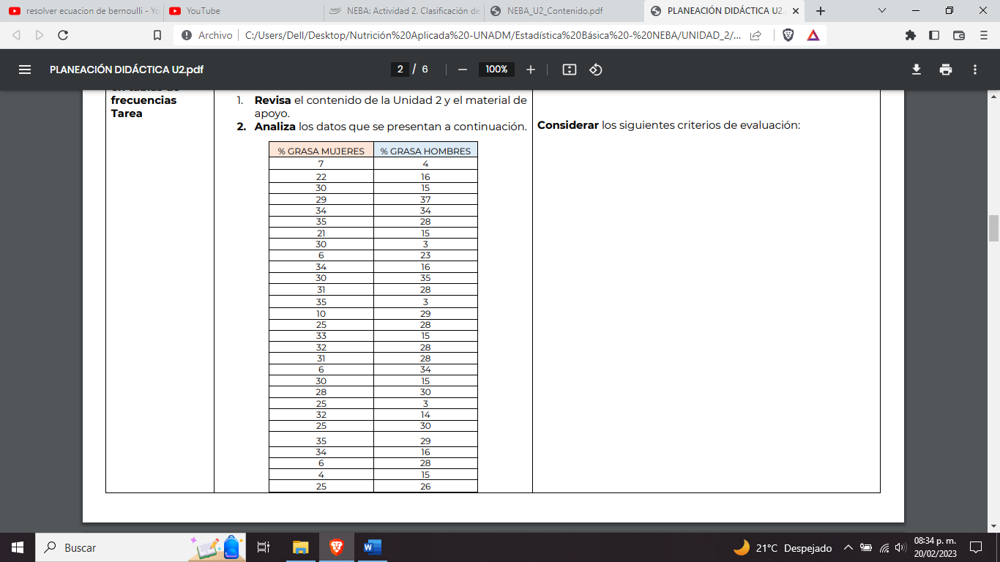 resolver ecuacion de bernoulli - Yo
YouTube
NEBA: Actividad 2. Clasificación de
NEBA_U2_Contenido.pdf
PLANEACIÓN DIDÁCTICA U2.
Archivo
C:/Users/Dell/Desktop/Nutrición%20Aplicada%20-UNADM/Estadística%20Básica%20-%20NEBA/UNIDAD_2/...
PLANEACIÓN DIDÁCTICA U2.pdf
2 / 6
100%
en tablas de
frecuencias
Tarea
1. Revisa el contenido de la Unidad 2 y el material de
apoyo.
2. Analiza los datos que se presentan a continuación.
% GRASA MUJERES % GRASA HOMBRES
7 4
22 16
30 15
29 37
34 34
35 28
21 15
30 3
6 23
34 16
30 35
31 28
35 3
10 29
25 28
33 15
32 28
31 28
6 34
30 15
28 30
25 3
32 14
25 30
35 29
34 16
6 28
4 15
25 26
Considerar los siguientes criterios de evaluación:
Buscar
21°C Despejado
08:34 p. m.
20/02/2023